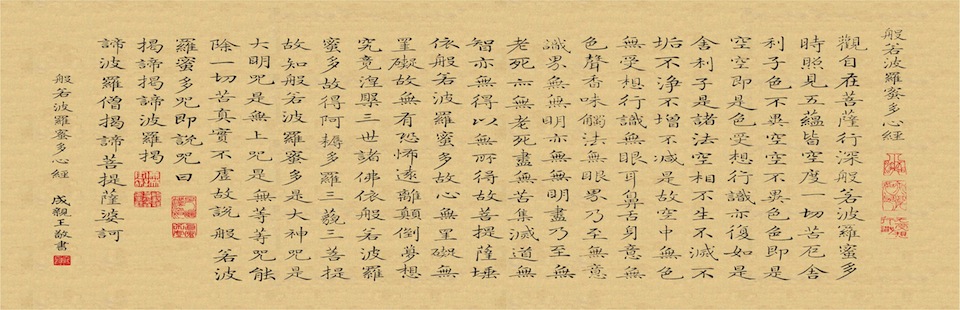 般若波羅蜜多心經
觀自在菩薩行深般若波羅蜜多
時照見五蘊皆空度一切苦厄舍
利子色不異空空不異色色即是
空空即是色受想行識亦復如是
舍利子是諸法空相不生不滅不
垢不淨不增不減是故空中無色
無受想行識無眼耳鼻舌身意無
色聲香味觸法無眼界乃至無意
識界無無明亦無無明盡乃至無
老死亦無老死盡無苦集滅道無
智亦無得以無所得故菩提薩埵
依般若波羅蜜多故心無罣礙無
罣礙故無有恐怖遠離顛倒夢想
究竟涅槃三世諸佛依般若波羅
蜜多故得阿耨多羅三藐三菩提
故知般若波羅蜜多是大神咒是
大明咒是無上咒是無等等咒能
除一切苦真實不虛故說般若波
羅蜜多咒即說咒曰
揭諦揭諦波羅揭
諦波羅僧揭諦菩提薩婆訶
般若波羅蜜多心經 成親王敬書